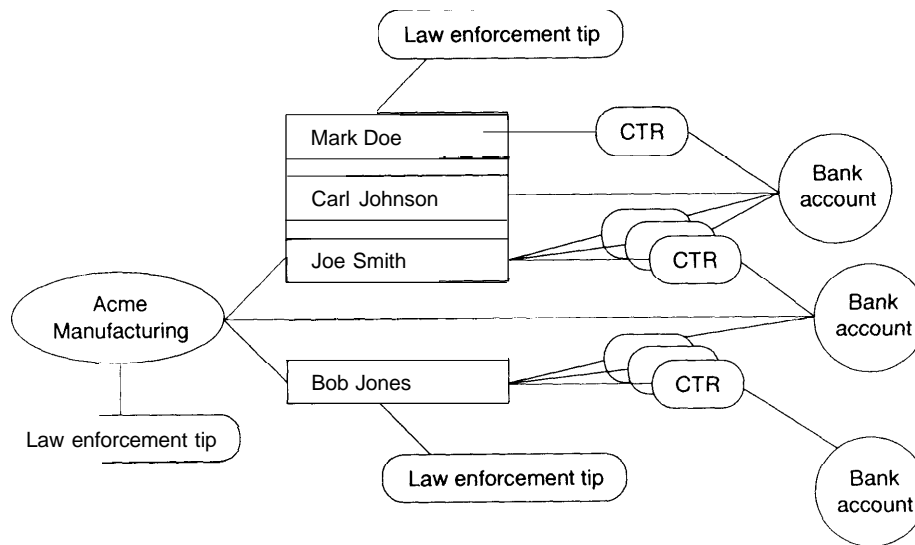 Law enforcement tip
Mark Doe
CTR
Carl Johnson
Bank
account
Joe Smith
CTR
Acme
Manufacturing
Bank
account
Bob Jones
CTR
Law enforcement tip
Law enforcement tip
Bank
account